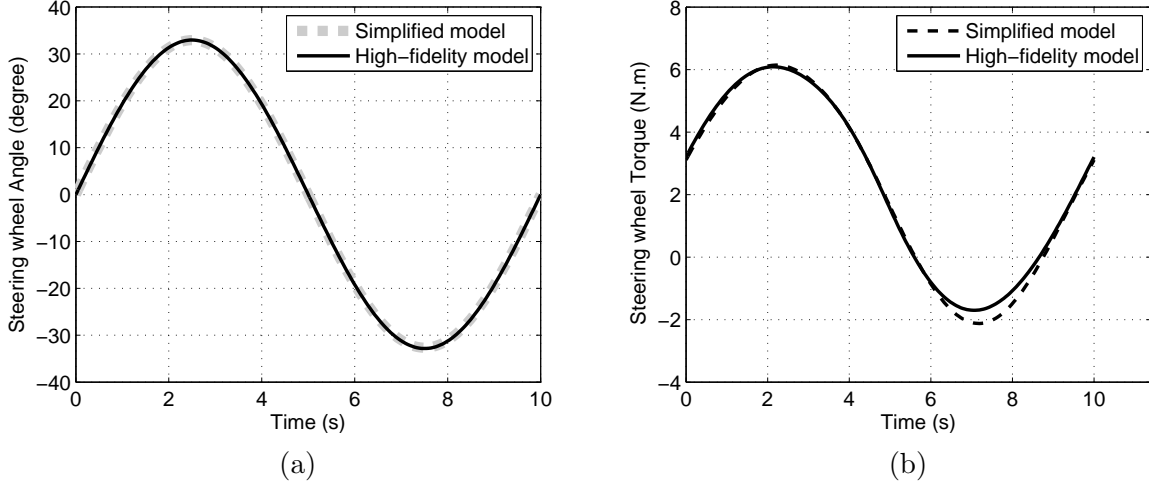 40
30
20
10
0
−10
−20
−30
−40
Steering wheel Angle (degree)
Simplified model
High−fidelity model
0 2 4 6 8 10
Time (s)
(a)
8
6
4
2
0
−2
−4
Steering wheel Torque (N.m)
Simplified model
High−fidelity model
0 2 4 6 8 10
Time (s)
(b)